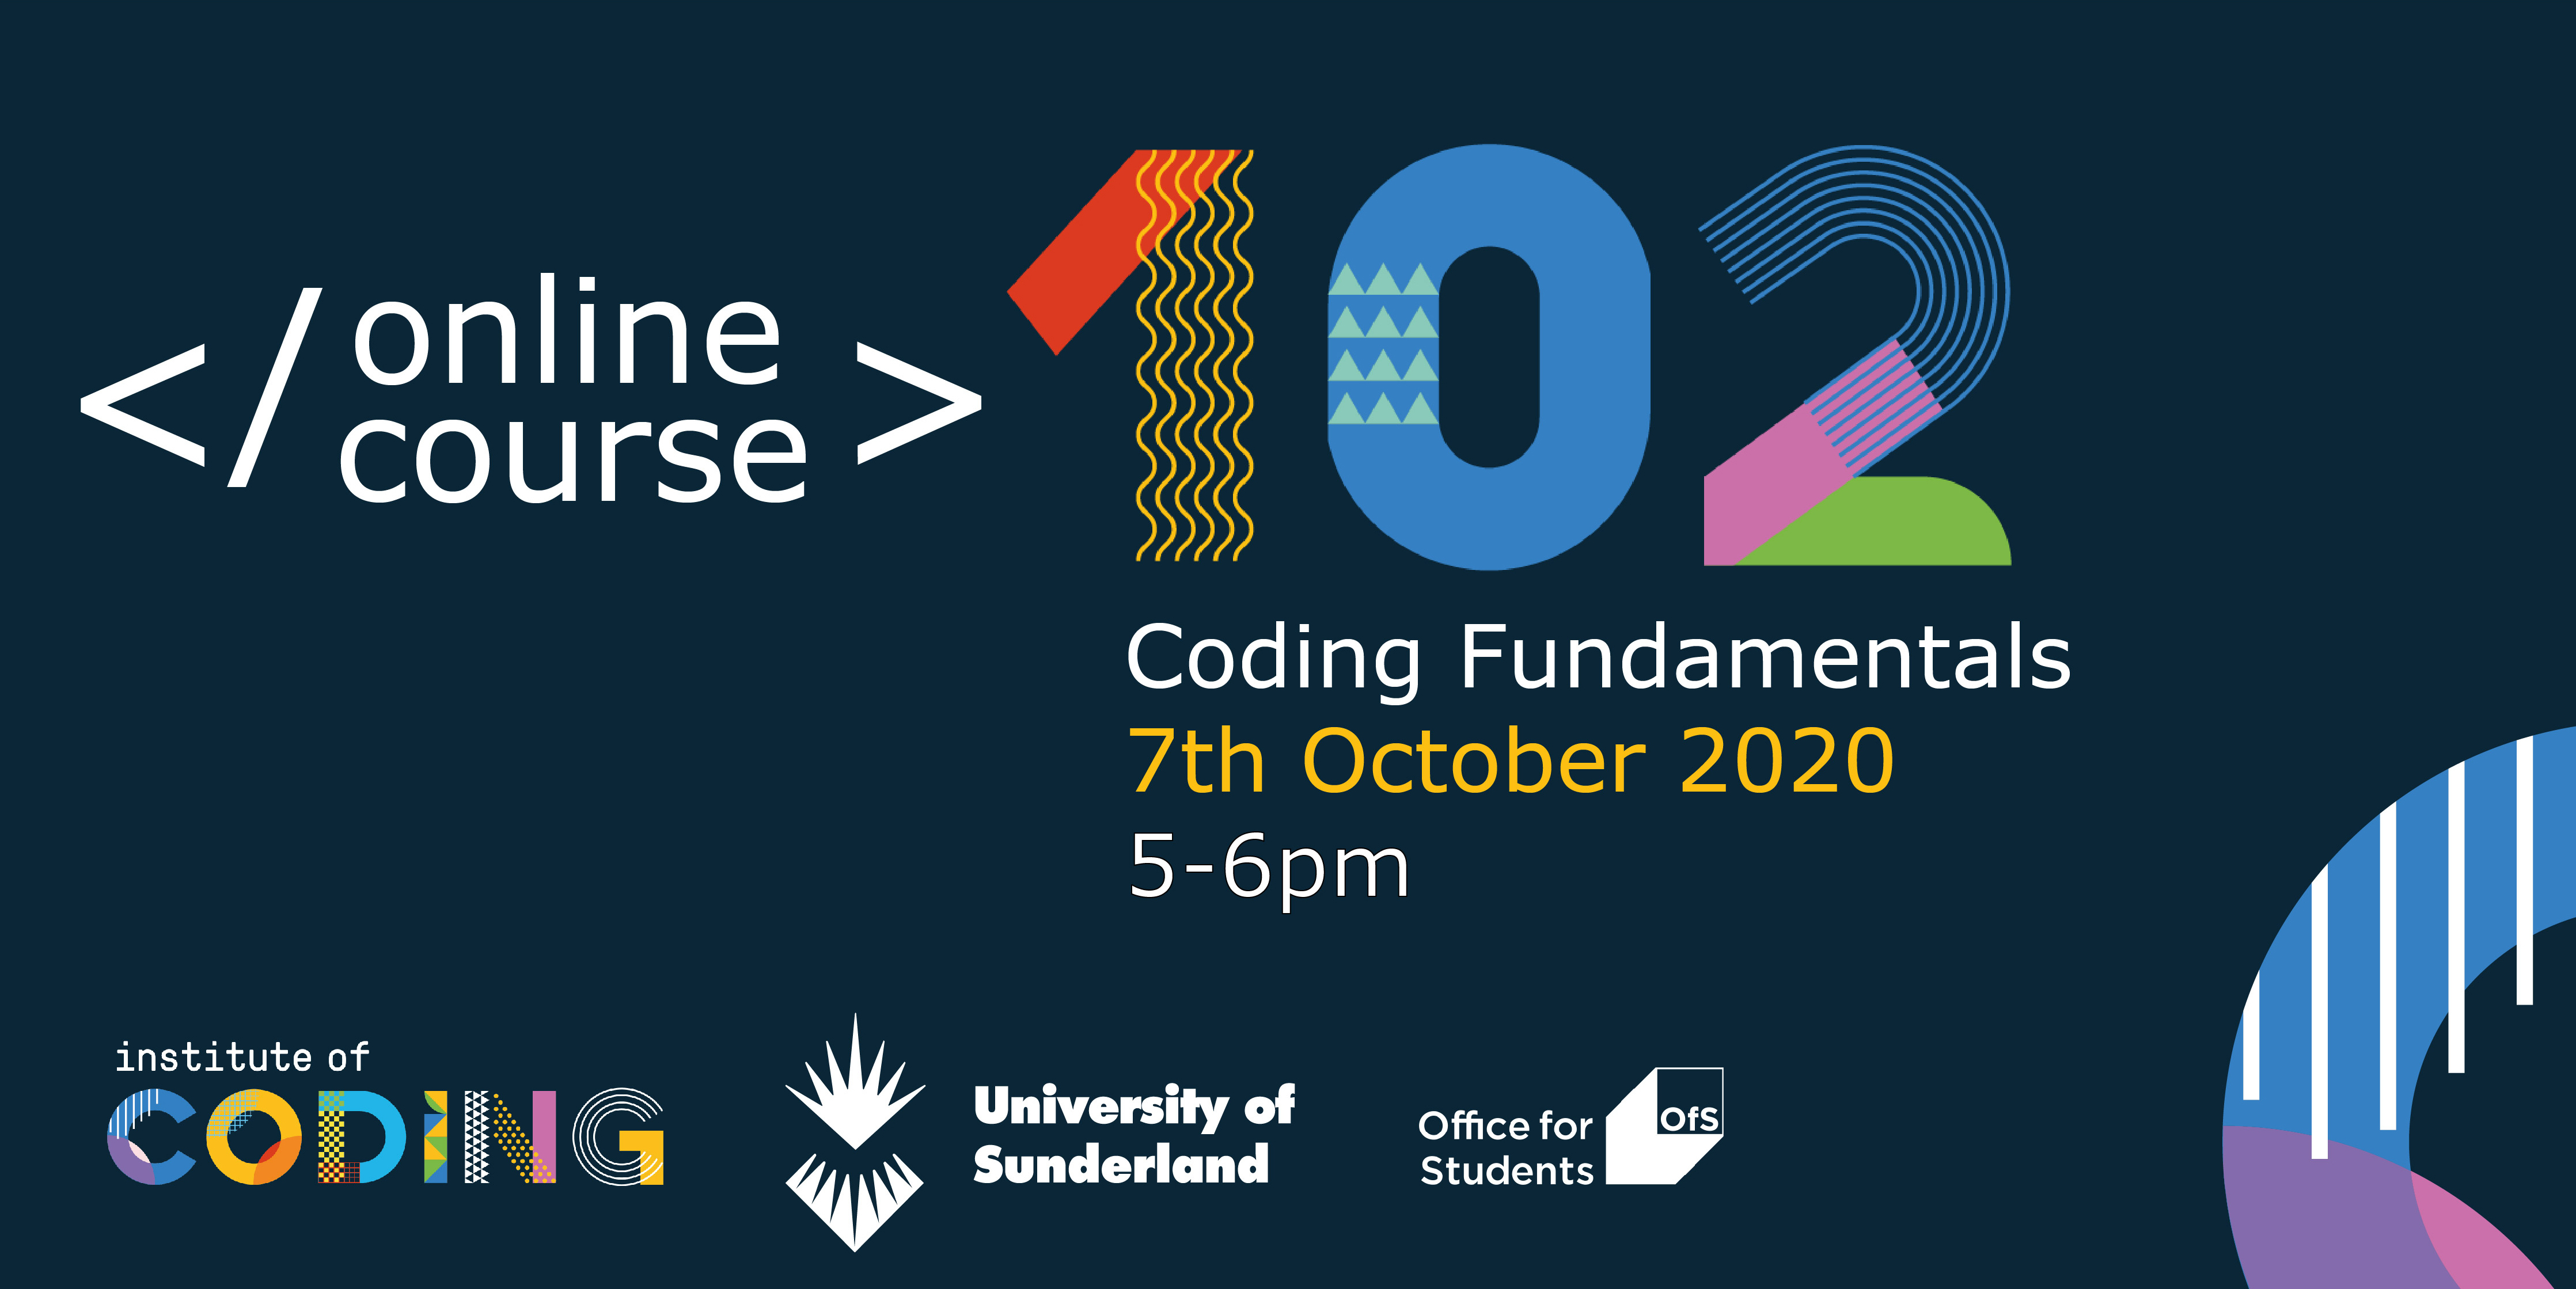 </ online
course >
102
Coding Fundamentals
7th October 2020
5-6pm
institute of
CODING
University of
Sunderland
Office for
Students
OfS